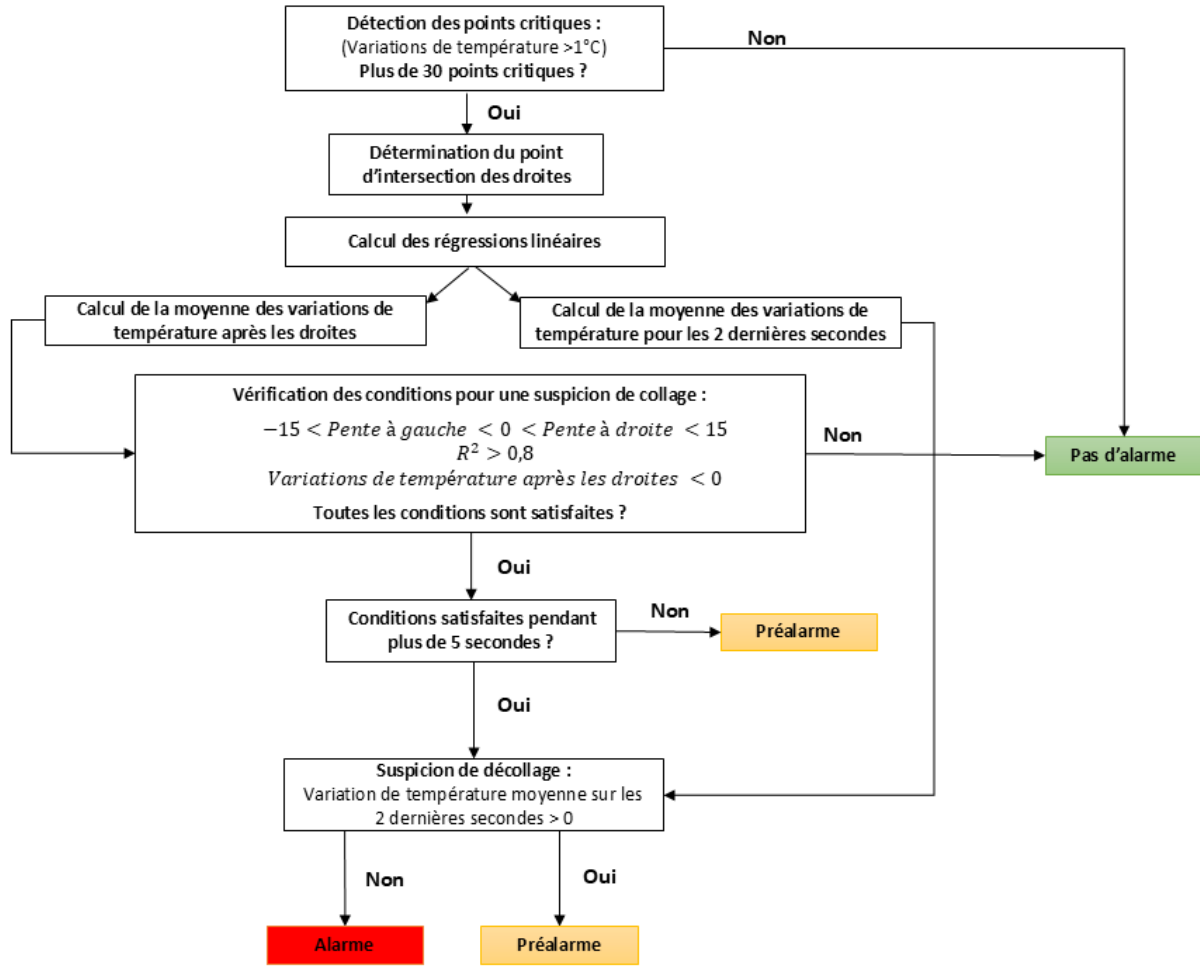 Détection des points critiques :
(Variations de température >1°C)
Plus de 30 points critiques ?
Non
Oui
Détermination du point
d'intersection des droites
Calcul des régressions linéaires
Calcul de la moyenne des variations de
température après les droites
Calcul de la moyenne des variations de
température pour les 2 dernières secondes
Vérification des conditions pour une suspicion de collage :
−15 < Pente à gauche < 0 < Pente à droite < 15
R² > 0,8
Variations de température après les droites < 0
Toutes les conditions sont satisfaites ?
Non
Pas d'alarme
Oui
Conditions satisfaites pendant
plus de 5 secondes ?
Non
Préalarme
Oui
Suspicion de décollage :
Variation de température moyenne sur les
2 dernières secondes > 0
Non
Oui
Alarme
Préalarme